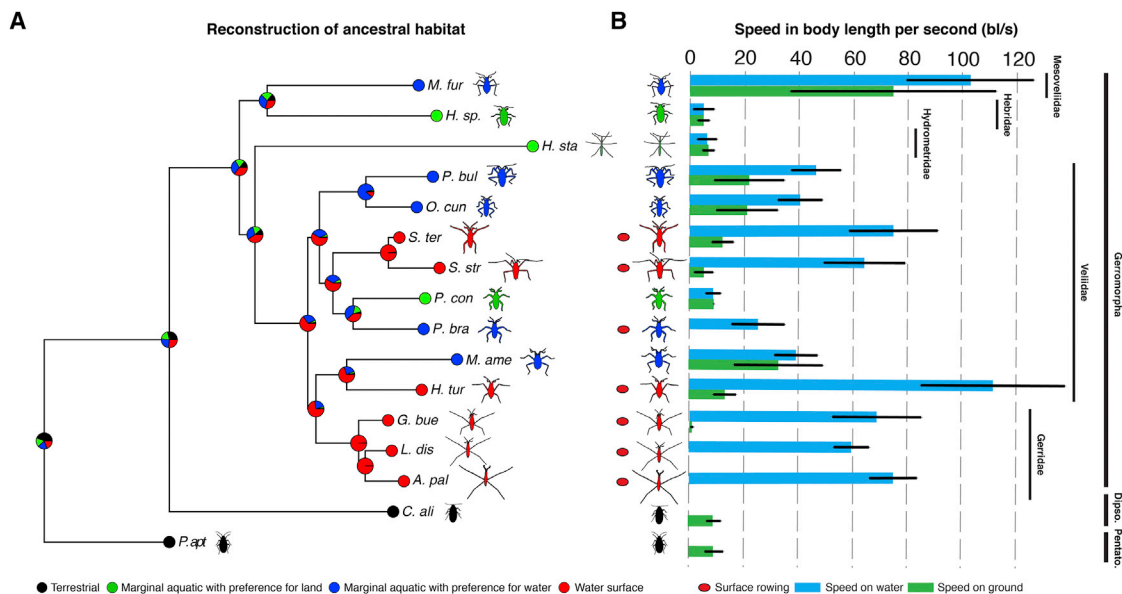 A
B
Reconstruction of ancestral habitat
Speed in body length per second (bl/s)
0 20 40 60 80 100 120
M. fur
H. sp.
H. sta
P. bul
O. cun
S. ter
S. str
P. con
P. bra
M. ame
H. tur
G. bue
L. dis
A. pal
C. ali
P. apt
Mesoveliidae
Hebridae
Hydrometridae
Veliidae
Gerridae
Gerromorpha
Dipso.
Pentato.
Terrestrial Marginal aquatic with preference for land Marginal aquatic with preference for water Water surface Surface rowing Speed on water Speed on ground